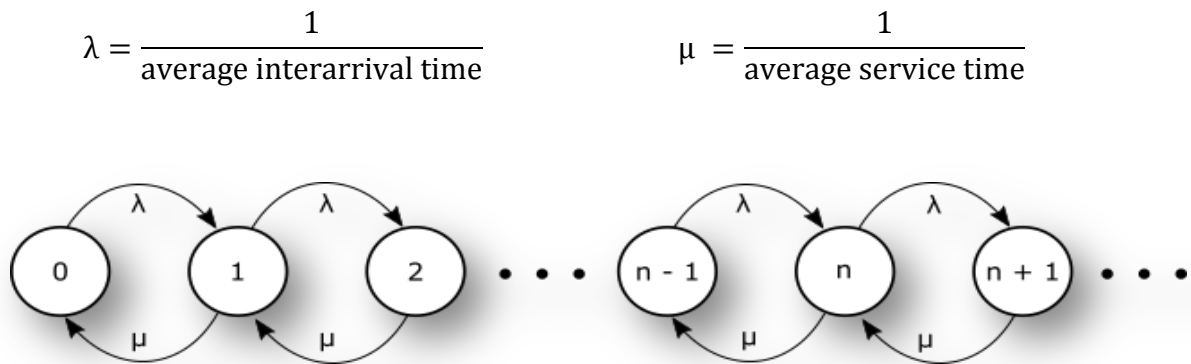 λ = 1 / average interarrival time
μ = 1 / average service time
λ λ λ λ
0 1 2 • • • n - 1 n n + 1 • • •
μ μ μ μ